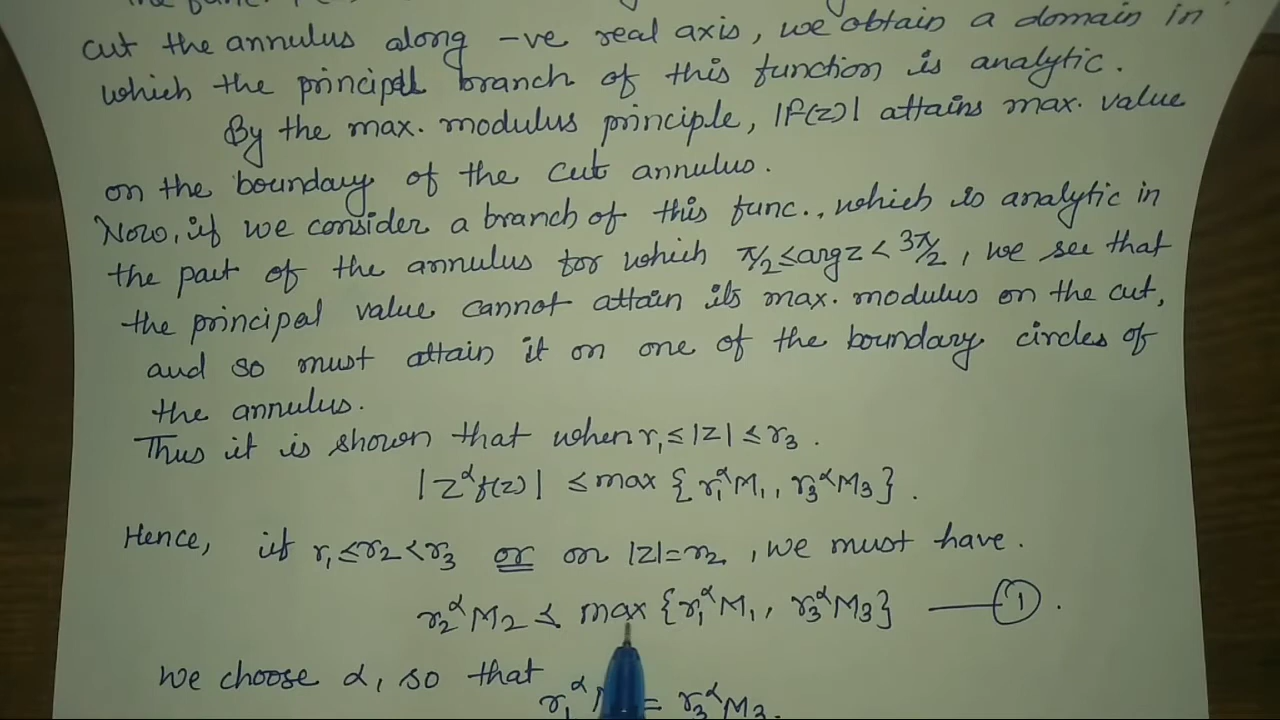 the func.
cut the annulus along -ve real axis, we obtain a domain in
which the principal branch of this function is analytic.
By the max. modulus principle, |F(z)| attains max. value
on the boundary of the cut annulus.
Now, if we consider a branch of this func., which is analytic in
the part of the annulus for which π/2 ≤ arg z < 3π/2, we see that
the principal value cannot attain its max. modulus on the cut,
and so must attain it on one of the boundary circles of
the annulus.
Thus it is shown that when r₁ ≤ |z| ≤ r₃.
|z^α f(z)| ≤ max {r₁^α M₁, r₃^α M₃}.
Hence, if r₁ ≤ r₂ < r₃ or on |z| = r₂, we must have.
r₂^α M₂ ≤ max {r₁^α M₁, r₃^α M₃} — ①.
We choose α, so that
r₁^α M = r₃^α M₃.